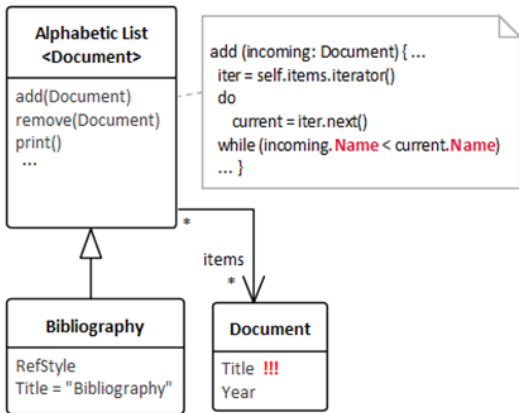 Alphabetic List
<Document>
add(Document)
remove(Document)
print()
...
add (incoming: Document) { ...
iter = self.items.iterator()
do
current = iter.next()
while (incoming.Name < current.Name)
... }
*
items
*
Bibliography
RefStyle
Title = "Bibliography"
Document
Title !!!
Year